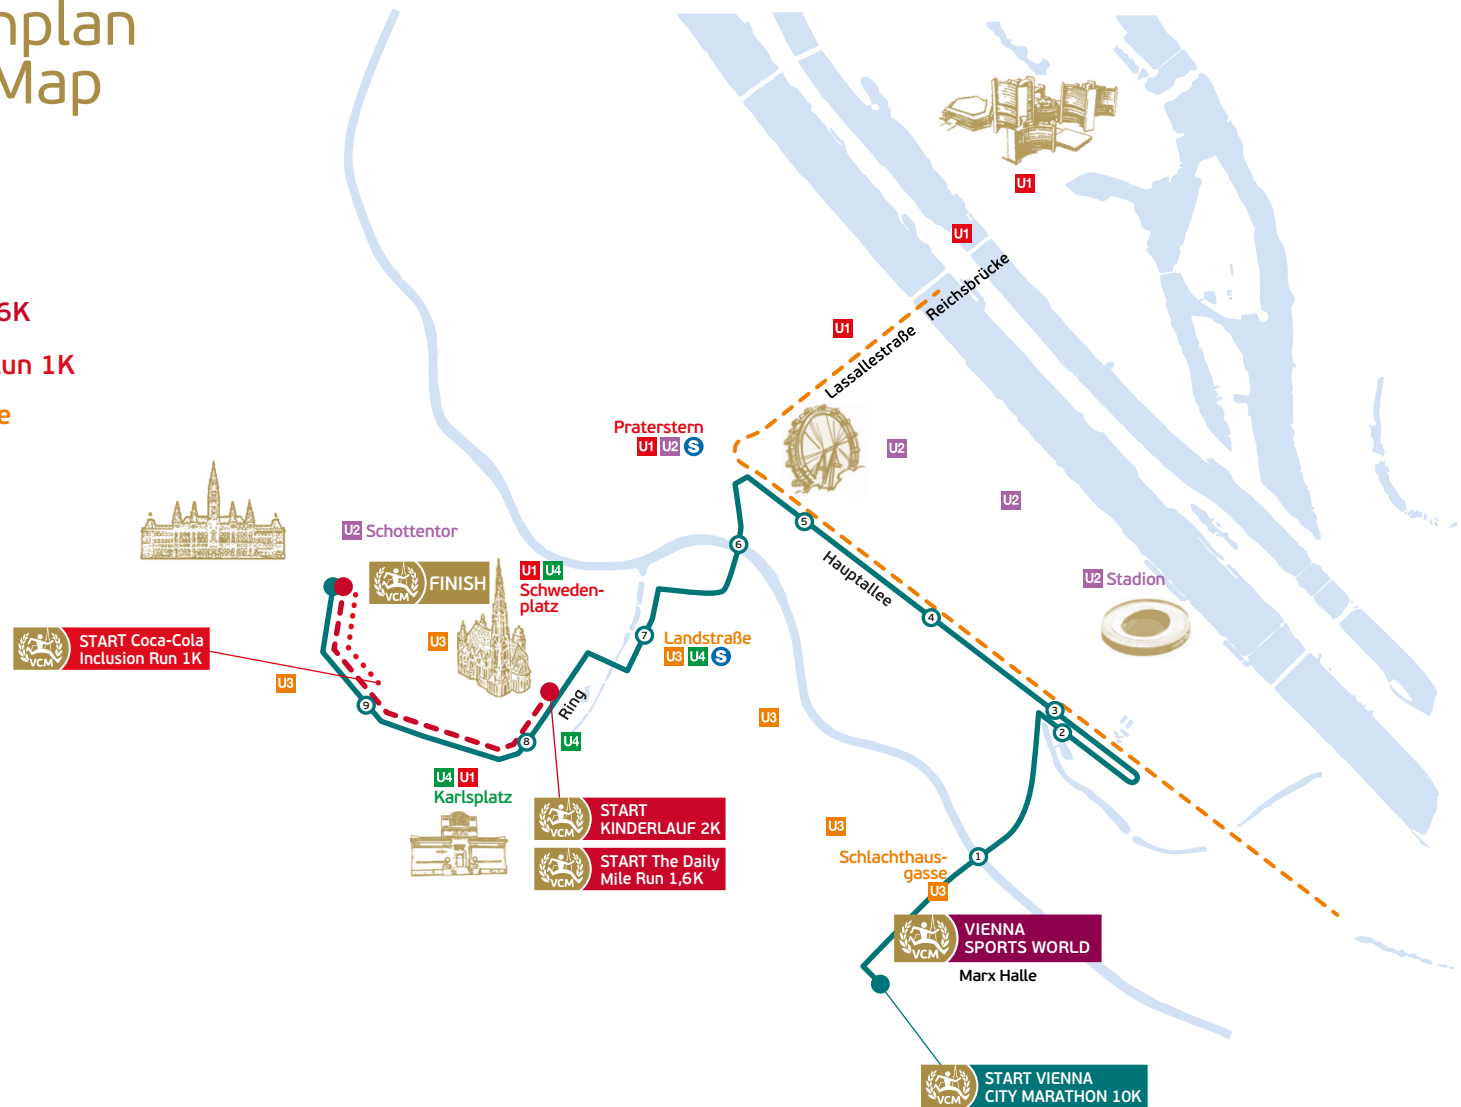 nplan
Map
6K
un 1K
e
U1
U1
Reichsbrücke
U1
Lassallestraße
Praterstern
U1 U2 S
U2
U2
5
U2 Schottentor
6
Hauptallee
VCM FINISH
U1 U4
Schweden-
platz
U2 Stadion
4
START Coca-Cola
Inclusion Run 1K
VCM
U3
7
Landstraße
U3 U4 S
U3
Ring
9
3
U3
2
8
U4
U4 U1
Karlsplatz
START
KINDERLAUF 2K
VCM
START The Daily
Mile Run 1,6K
VCM
U3
Schlachthaus-
gasse
U3
1
VIENNA
SPORTS WORLD
VCM
Marx Halle
START VIENNA
CITY MARATHON 10K
VCM